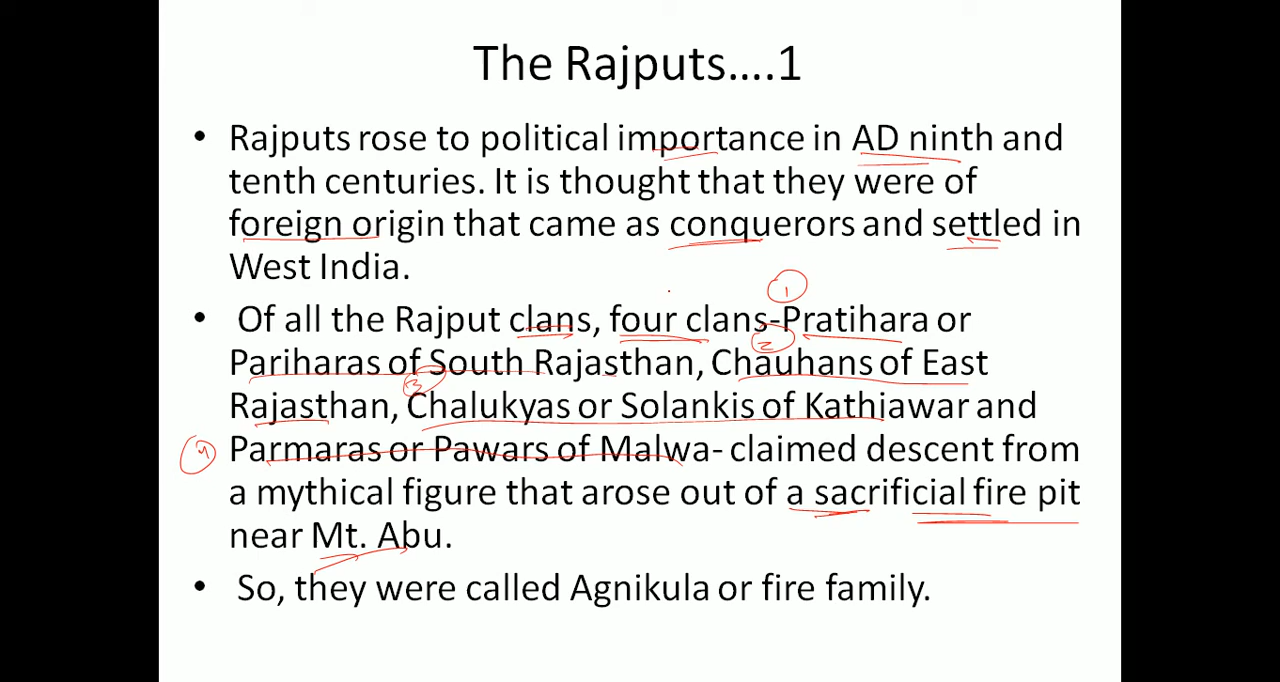 The Rajputs....1
• Rajputs rose to political importance in AD ninth and
tenth centuries. It is thought that they were of
foreign origin that came as conquerors and settled in
West India.
1
• Of all the Rajput clans, four clans-Pratihara or
2
Pariharas of South Rajasthan, Chauhans of East
3
Rajasthan, Chalukyas or Solankis of Kathiawar and
4 Parmaras or Pawars of Malwa- claimed descent from
a mythical figure that arose out of a sacrificial fire pit
near Mt. Abu.
• So, they were called Agnikula or fire family.